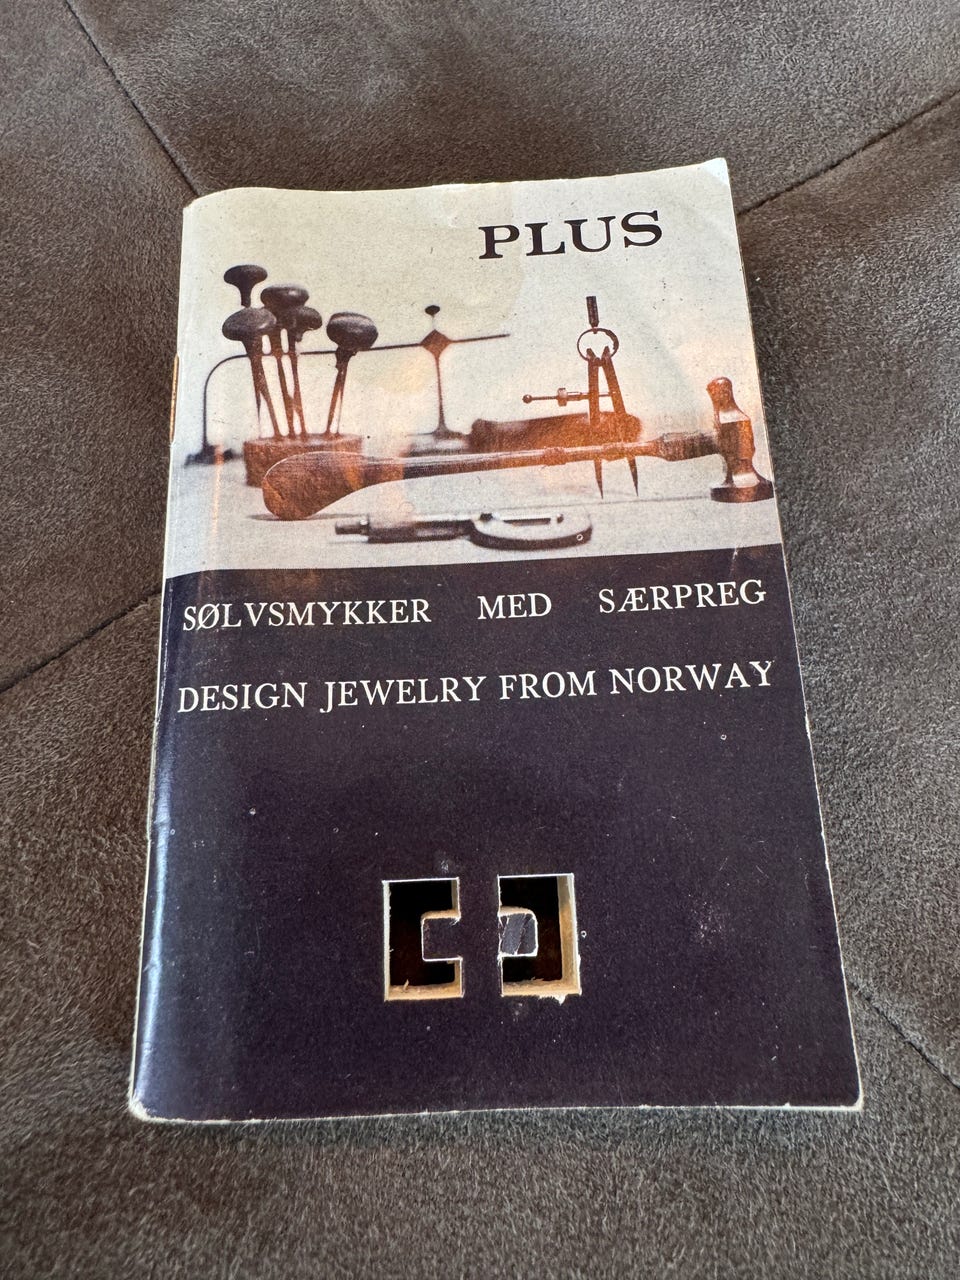 PLUS
SØLVSMYKKER MED SÆRPREG
DESIGN JEWELRY FROM NORWAY